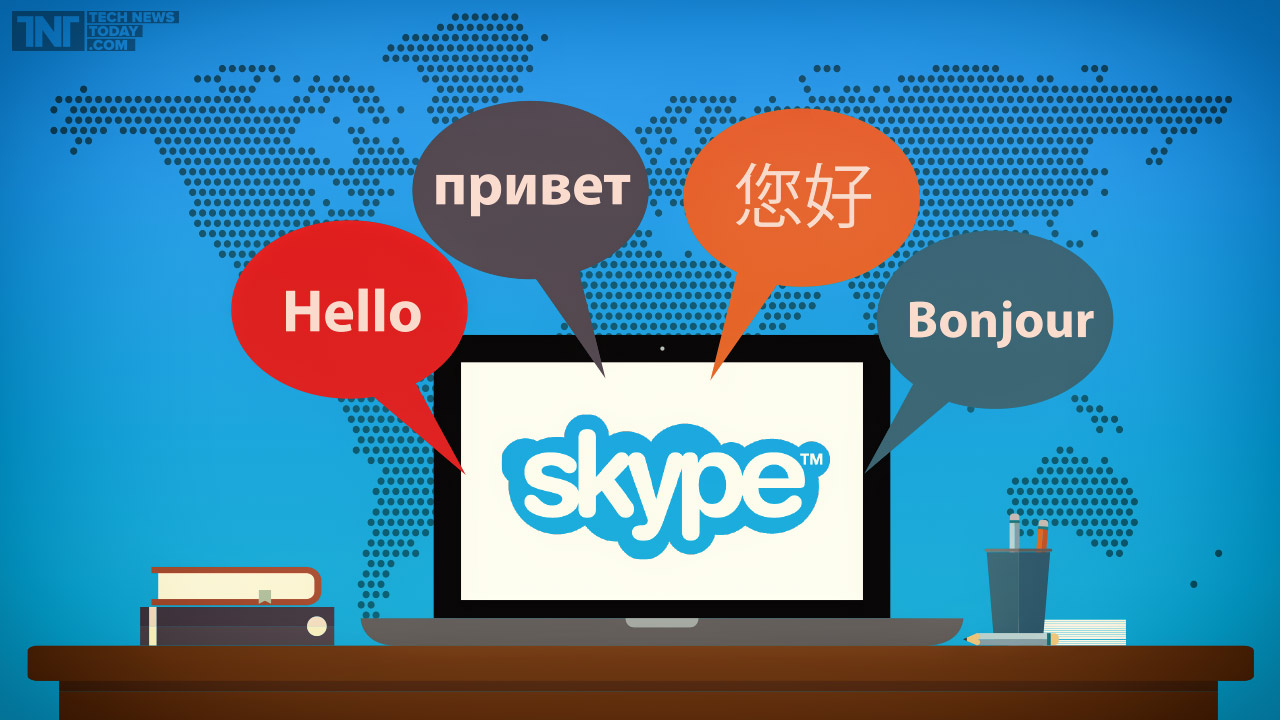 TNT
TECH NEWS
TODAY
.COM
привет
您好
Hello
Bonjour
skype™